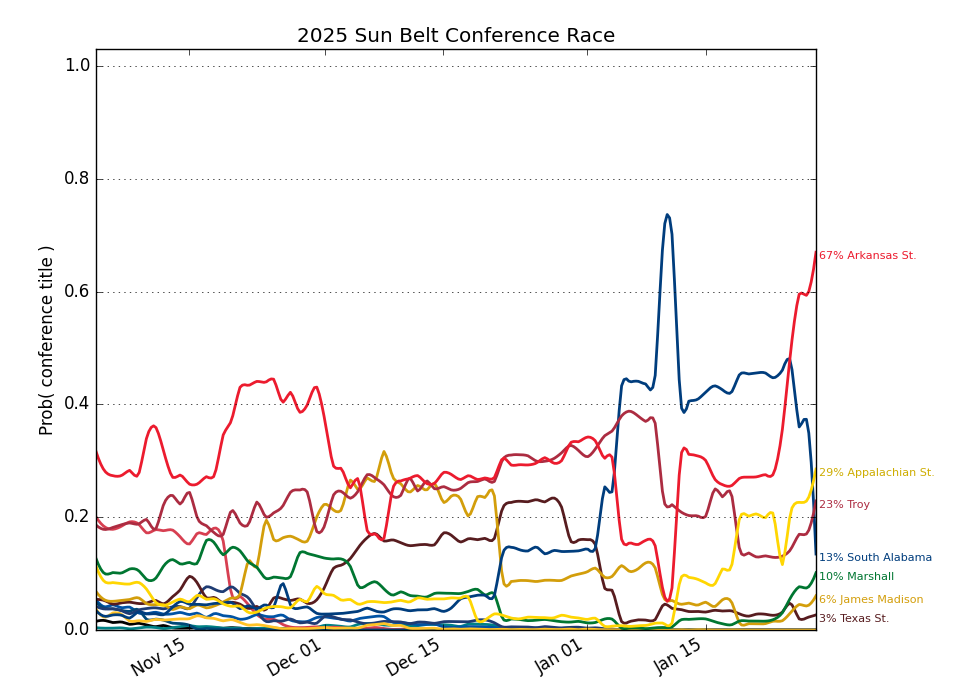 2025 Sun Belt Conference Race
Prob( conference title )
1.0
0.8
0.6
0.4
0.2
0.0
Nov 15
Dec 01
Dec 15
Jan 01
Jan 15
67% Arkansas St.
29% Appalachian St.
23% Troy
13% South Alabama
10% Marshall
6% James Madison
3% Texas St.